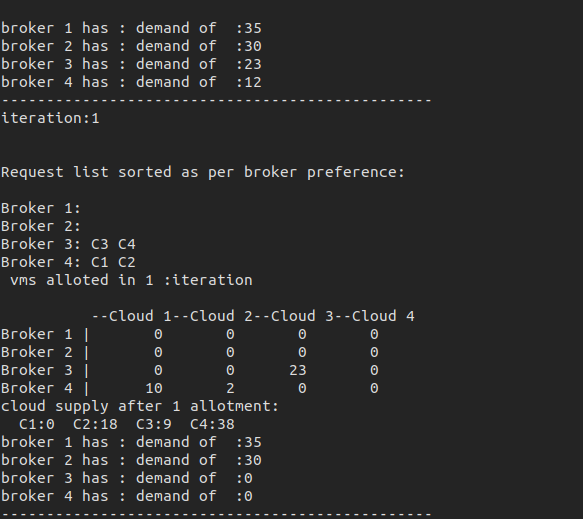 broker 1 has : demand of  :35
broker 2 has : demand of  :30
broker 3 has : demand of  :23
broker 4 has : demand of  :12
------------------------------------------------
iteration:1
Request list sorted as per broker preference:
Broker 1:
Broker 2:
Broker 3: C3 C4
Broker 4: C1 C2
 vms alloted in 1 :iteration
          --Cloud 1--Cloud 2--Cloud 3--Cloud 4
Broker 1 |       0       0       0       0
Broker 2 |       0       0       0       0
Broker 3 |       0       0      23       0
Broker 4 |      10       2       0       0
cloud supply after 1 allotment:
  C1:0  C2:18  C3:9  C4:38
broker 1 has : demand of  :35
broker 2 has : demand of  :30
broker 3 has : demand of  :0
broker 4 has : demand of  :0
------------------------------------------------